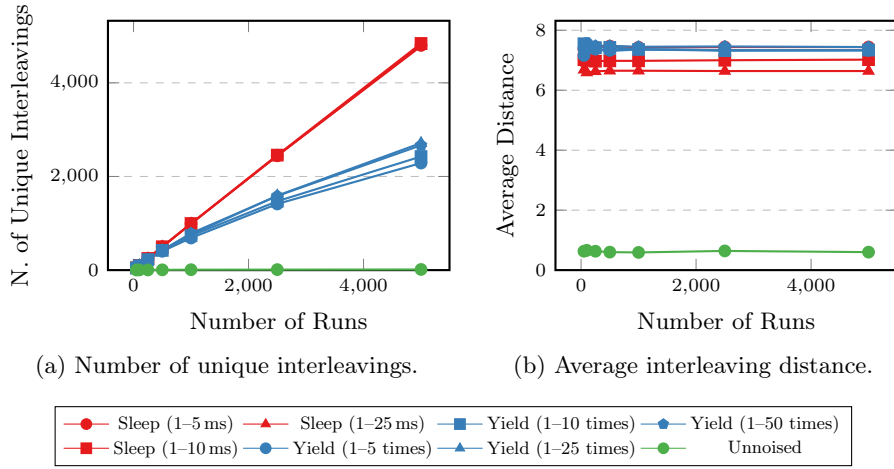 N. of Unique Interleavings
4,000
2,000
0
0
2,000
4,000
Number of Runs
(a) Number of unique interleavings.
Average Distance
8
6
4
2
0
0
2,000
4,000
Number of Runs
(b) Average interleaving distance.
Sleep (1–5 ms) Sleep (1–25 ms) Yield (1–10 times) Yield (1–50 times)
Sleep (1–10 ms) Yield (1–5 times) Yield (1–25 times) Unnoised